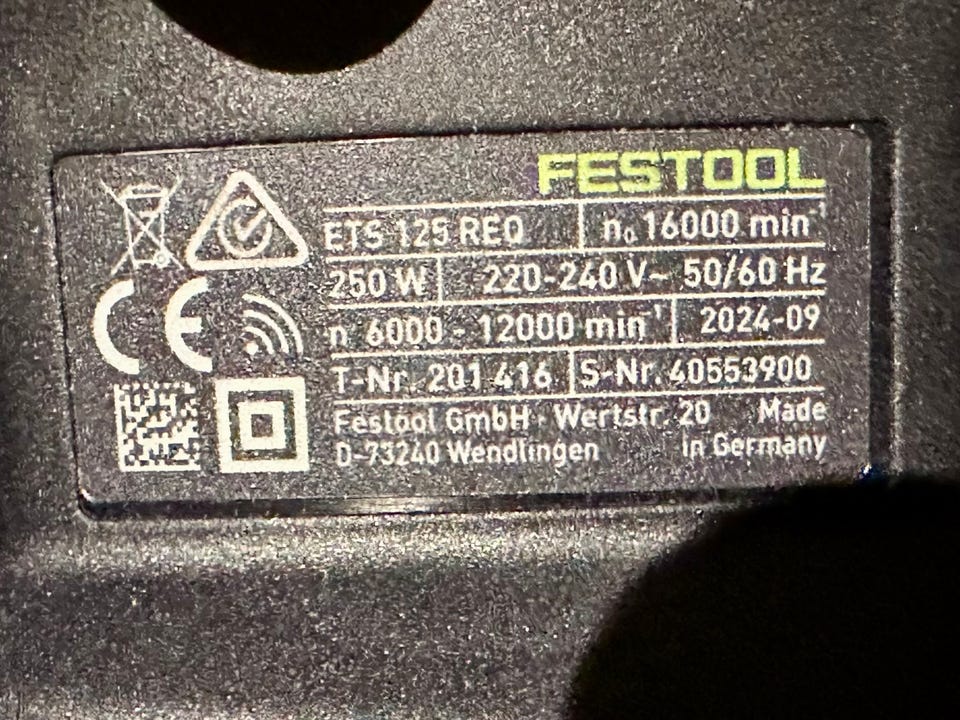 FESTOOL
ETS 125 REQ n₀ 16000 min⁻¹
250 W 220-240 V~ 50/60 Hz
n 6000 - 12000 min⁻¹ 2024-09
T-Nr. 201 416 S-Nr. 40553900
Festool GmbH · Wertstr. 20 Made
D-73240 Wendlingen in Germany
CE